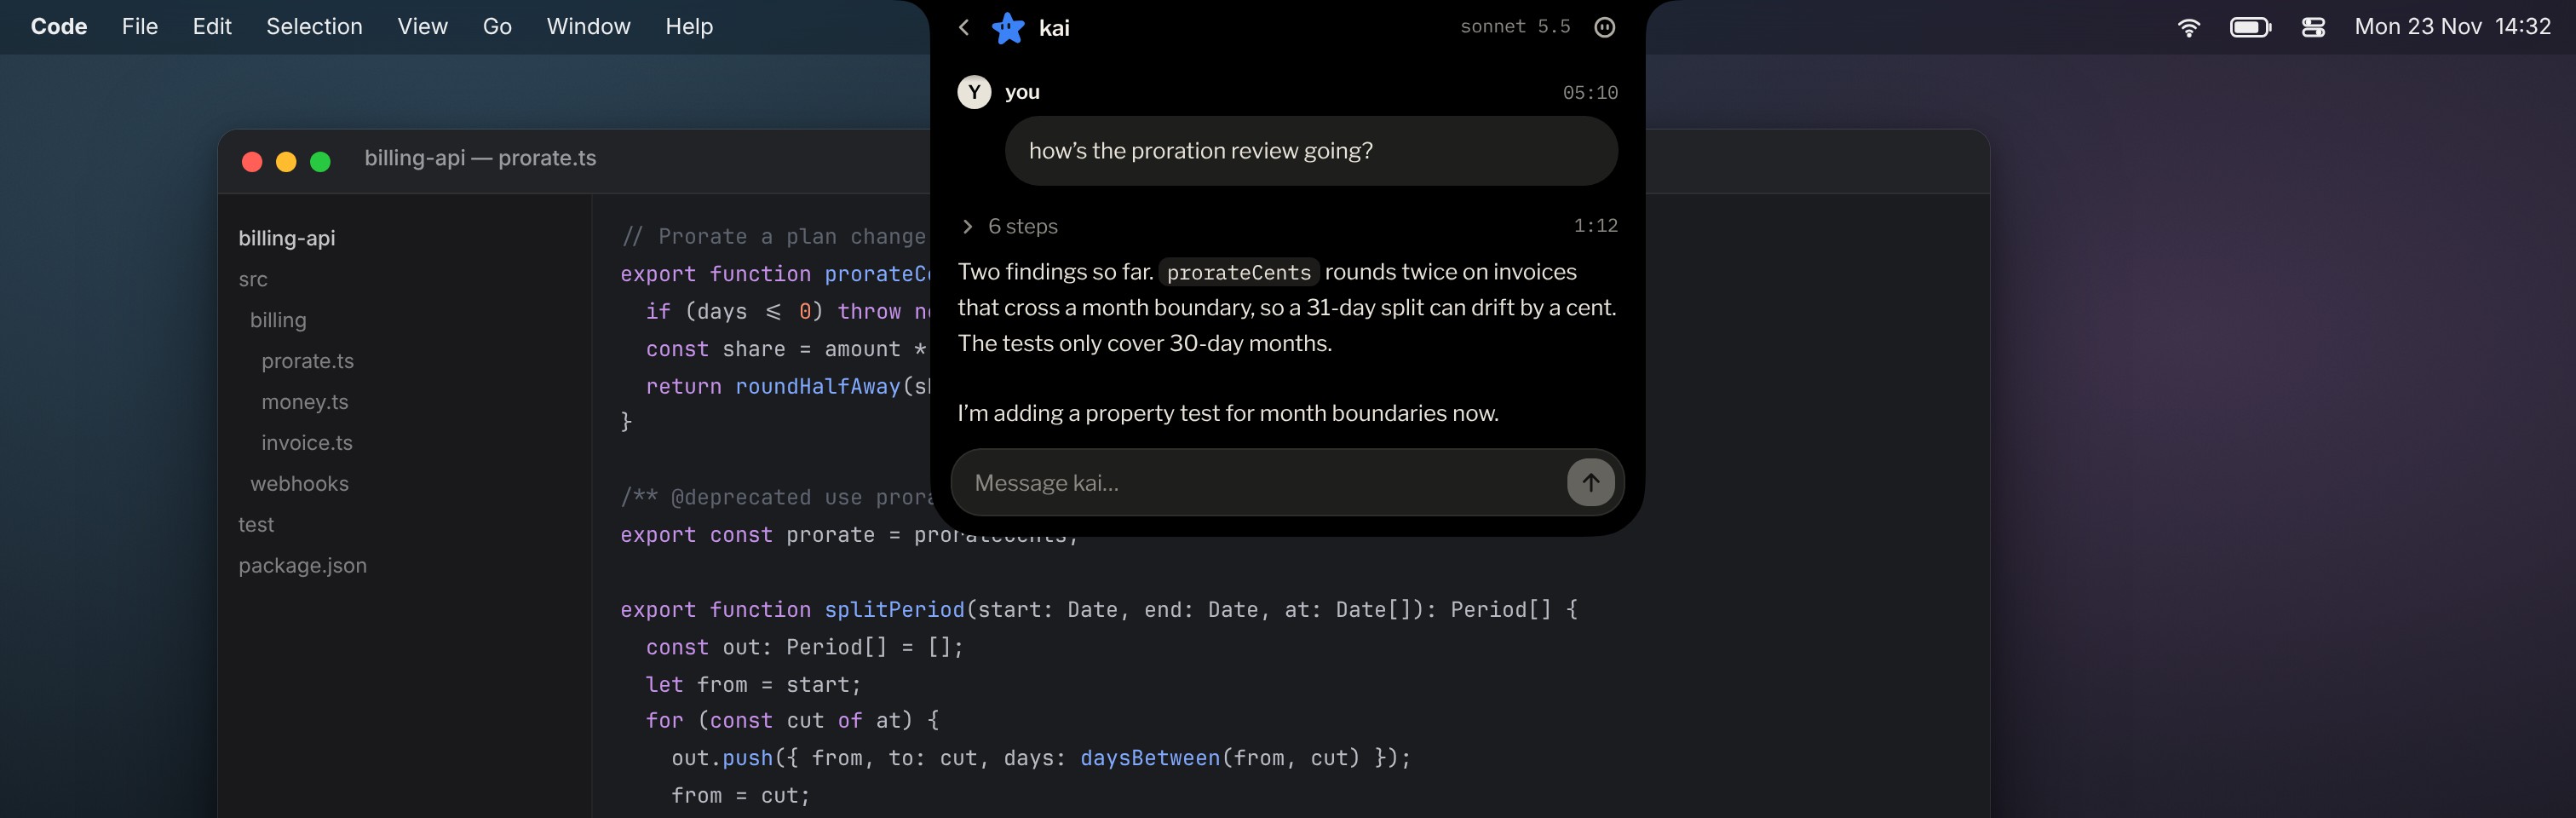 Code File Edit Selection View Go Window Help
Mon 23 Nov 14:32
kai
sonnet 5.5
Y you
05:10
how’s the proration review going?
6 steps
1:12
Two findings so far. prorateCents rounds twice on invoices
that cross a month boundary, so a 31-day split can drift by a cent.
The tests only cover 30-day months.
I’m adding a property test for month boundaries now.
Message kai...
billing-api — prorate.ts
billing-api
src
billing
prorate.ts
money.ts
invoice.ts
webhooks
test
package.json
// Prorate a plan change
export function
if (days <= 0) throw
const share = amount *
return roundHalfAway(
}
/** @deprecated use
export const prorate = prorateCents;
export function splitPeriod(start: Date, end: Date, at: Date[]): Period[] {
const out: Period[] = [];
let from = start;
for (const cut of at) {
out.push({ from, to: cut, days: daysBetween(from, cut) });
from = cut;